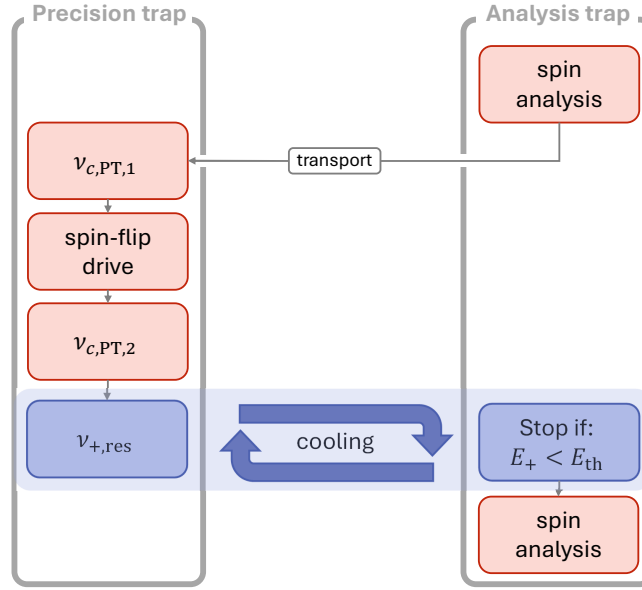 Precision trap
Analysis trap
spin
analysis
transport
ν_{c,PT,1}
spin-flip
drive
ν_{c,PT,2}
ν_{+,res}
cooling
Stop if:
E_+ < E_th
spin
analysis